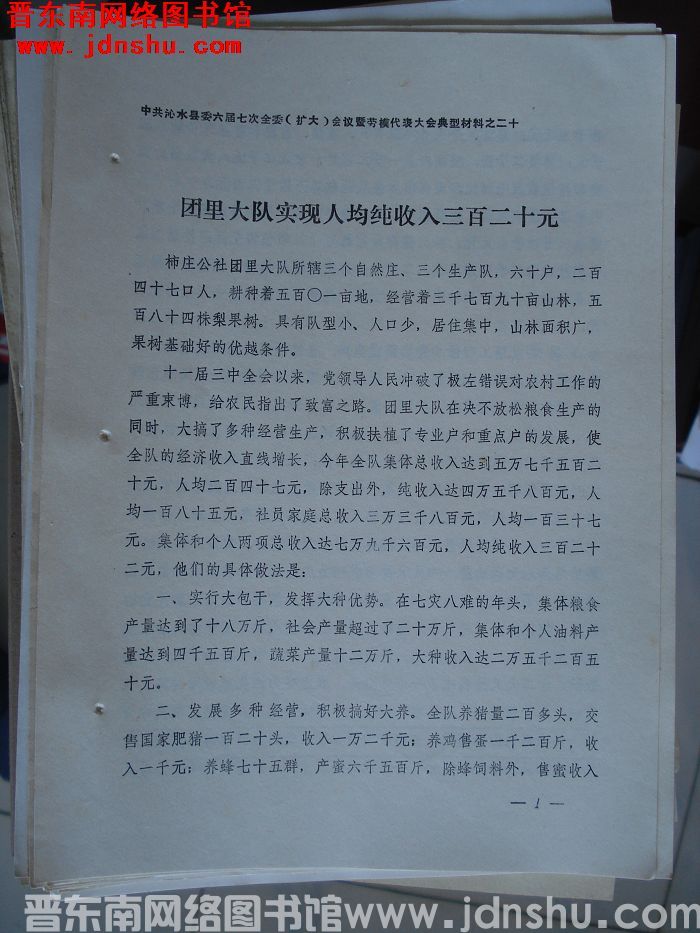 晋东南网络图书馆
www.jdnshu.com
中共沁水县委六届七次全委（扩大）会议暨劳模代表大会典型材料之二十
团里大队实现人均纯收入三百二十元
柿庄公社团里大队所辖三个自然庄、三个生产队，六十户，二百
四十七口人，耕种着五百〇一亩地，经营着三千七百九十亩山林，五
百八十四株梨果树。具有队型小、人口少，居住集中，山林面积广，
果树基础好的优越条件。
十一届三中全会以来，党领导人民冲破了极左错误对农村工作的
严重束博，给农民指出了致富之路。团里大队在决不放松粮食生产的
同时，大搞了多种经营生产，积极扶植了专业户和重点户的发展，使
全队的经济收入直线增长，今年全队集体总收入达到五万七千五百二
十元，人均二百四十七元，除支出外，纯收入达四万五千八百元，人
均一百八十五元，社员家庭总收入三万三千八百元，人均一百三十七
元。集体和个人两项总收入达七万九千六百元，人均纯收入三百二十
二元，他们的具体做法是：
一、实行大包干，发挥大种优势。在七灾八难的年头，集体粮食
产量达到了十八万斤，社会产量超过了二十万斤，集体和个人油料产
量达到四千五百斤，蔬菜产量十二万斤，大种收入达二万五千二百五
十元。
二、发展多种经营，积极搞好大养。全队养猪量二百多头，交
售国家肥猪一百二十头，收入一万二千元；养鸡售蛋一千二百斤，收
入一千元；养蜂七十五群，产蜜六千五百斤，除蜂饲料外，售蜜收入
— 1 —
晋东南网络图书馆www.jdnshu.com